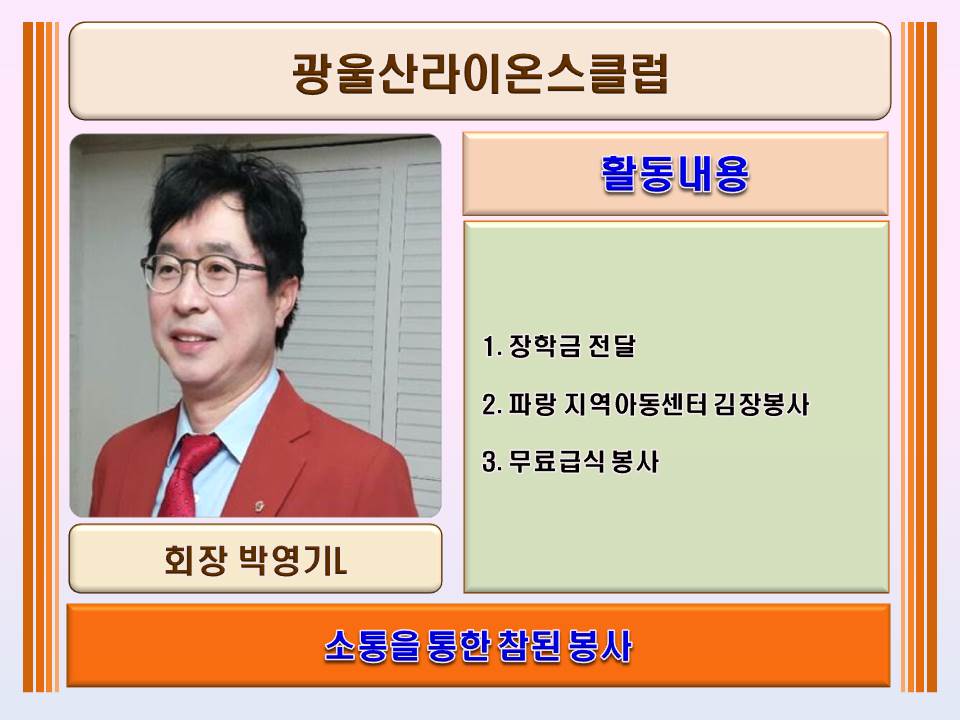 광울산라이온스클럽
활동내용
1. 장학금 전달
2. 파랑 지역아동센터 김장봉사
3. 무료급식 봉사
회장 박영기L
소통을 통한 참된 봉사